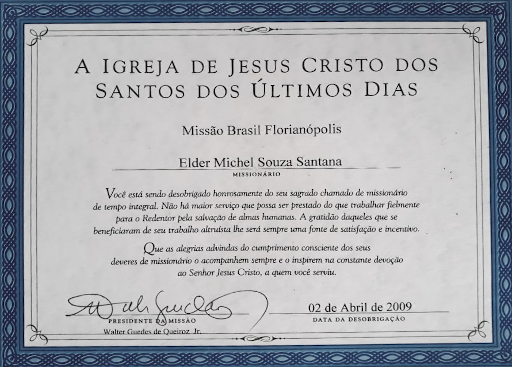 A IGREJA DE JESUS CRISTO DOS
SANTOS DOS ÚLTIMOS DIAS
Missão Brasil Florianópolis
Elder Michel Souza Santana
MISSIONÁRIO
Você está sendo desobrigado honrosamente do seu sagrado chamado de missionário
de tempo integral. Não há maior serviço que possa ser prestado do que trabalhar fielmente
para o Redentor pela salvação de almas humanas. A gratidão daqueles que se
beneficiaram de seu trabalho altruísta lhe será sempre uma fonte de satisfação e incentivo.
Que as alegrias advindas do cumprimento consciente dos seus
deveres de missionário o acompanhem sempre e o inspirem na constante devoção
ao Senhor Jesus Cristo, a quem você serviu.
02 de Abril de 2009
PRESIDENTE DA MISSÃO
DATA DA DESOBRIGAÇÃO
Walter Guedes de Queiroz, Jr.